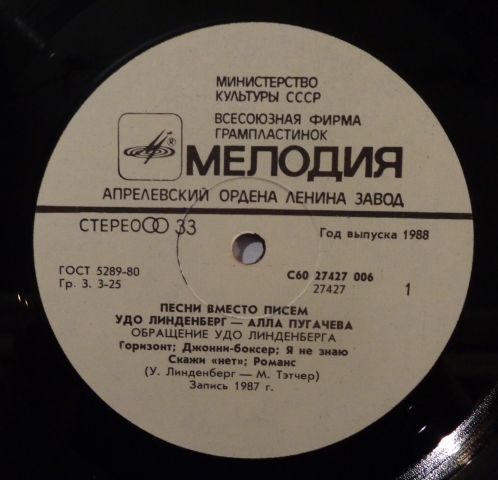 МИНИСТЕРСТВО
КУЛЬТУРЫ СССР
ВСЕСОЮЗНАЯ ФИРМА
ГРАМПЛАСТИНОК
® МЕЛОДИЯ
АПРЕЛЕВСКИЙ ОРДЕНА ЛЕНИНА ЗАВОД
СТЕРЕО 33
Год выпуска 1988
ГОСТ 5289-80
Гр. 3. 3-25
С60 27427 006
27427
1
ПЕСНИ ВМЕСТО ПИСЕМ
УДО ЛИНДЕНБЕРГ — АЛЛА ПУГАЧЕВА
ОБРАЩЕНИЕ УДО ЛИНДЕНБЕРГА
Горизонт; Джонни-боксер; Я не знаю
Скажи «нет»; Романс
(У. Линденберг — М. Тэтчер)
Запись 1987 г.